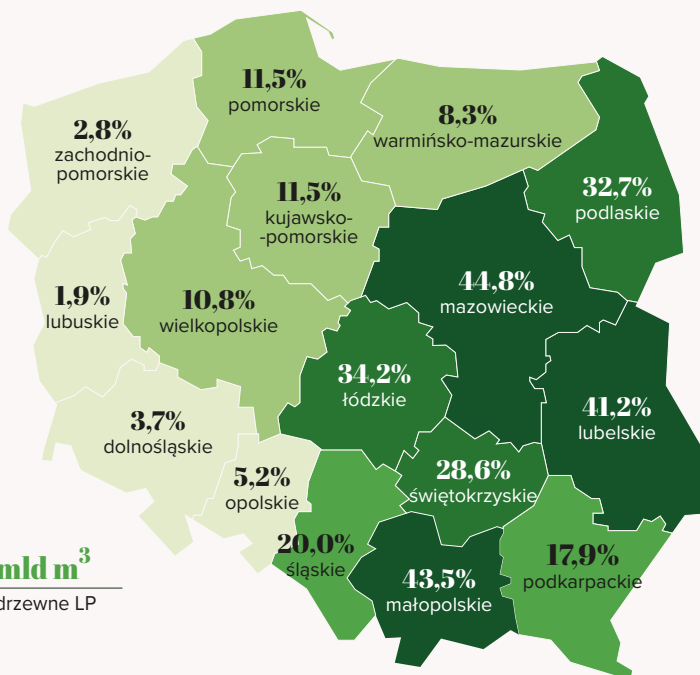 11,5%
pomorskie
2,8%
zachodnio-
pomorskie
8,3%
warmińsko-mazurskie
11,5%
kujawsko-
-pomorskie
32,7%
podlaskie
1,9%
lubuskie
10,8%
wielkopolskie
44,8%
mazowieckie
34,2%
łódzkie
41,2%
lubelskie
3,7%
dolnośląskie
5,2%
opolskie
28,6%
świętokrzyskie
20,0%
śląskie
43,5%
małopolskie
17,9%
podkarpackie
mld m³
drzewne LP